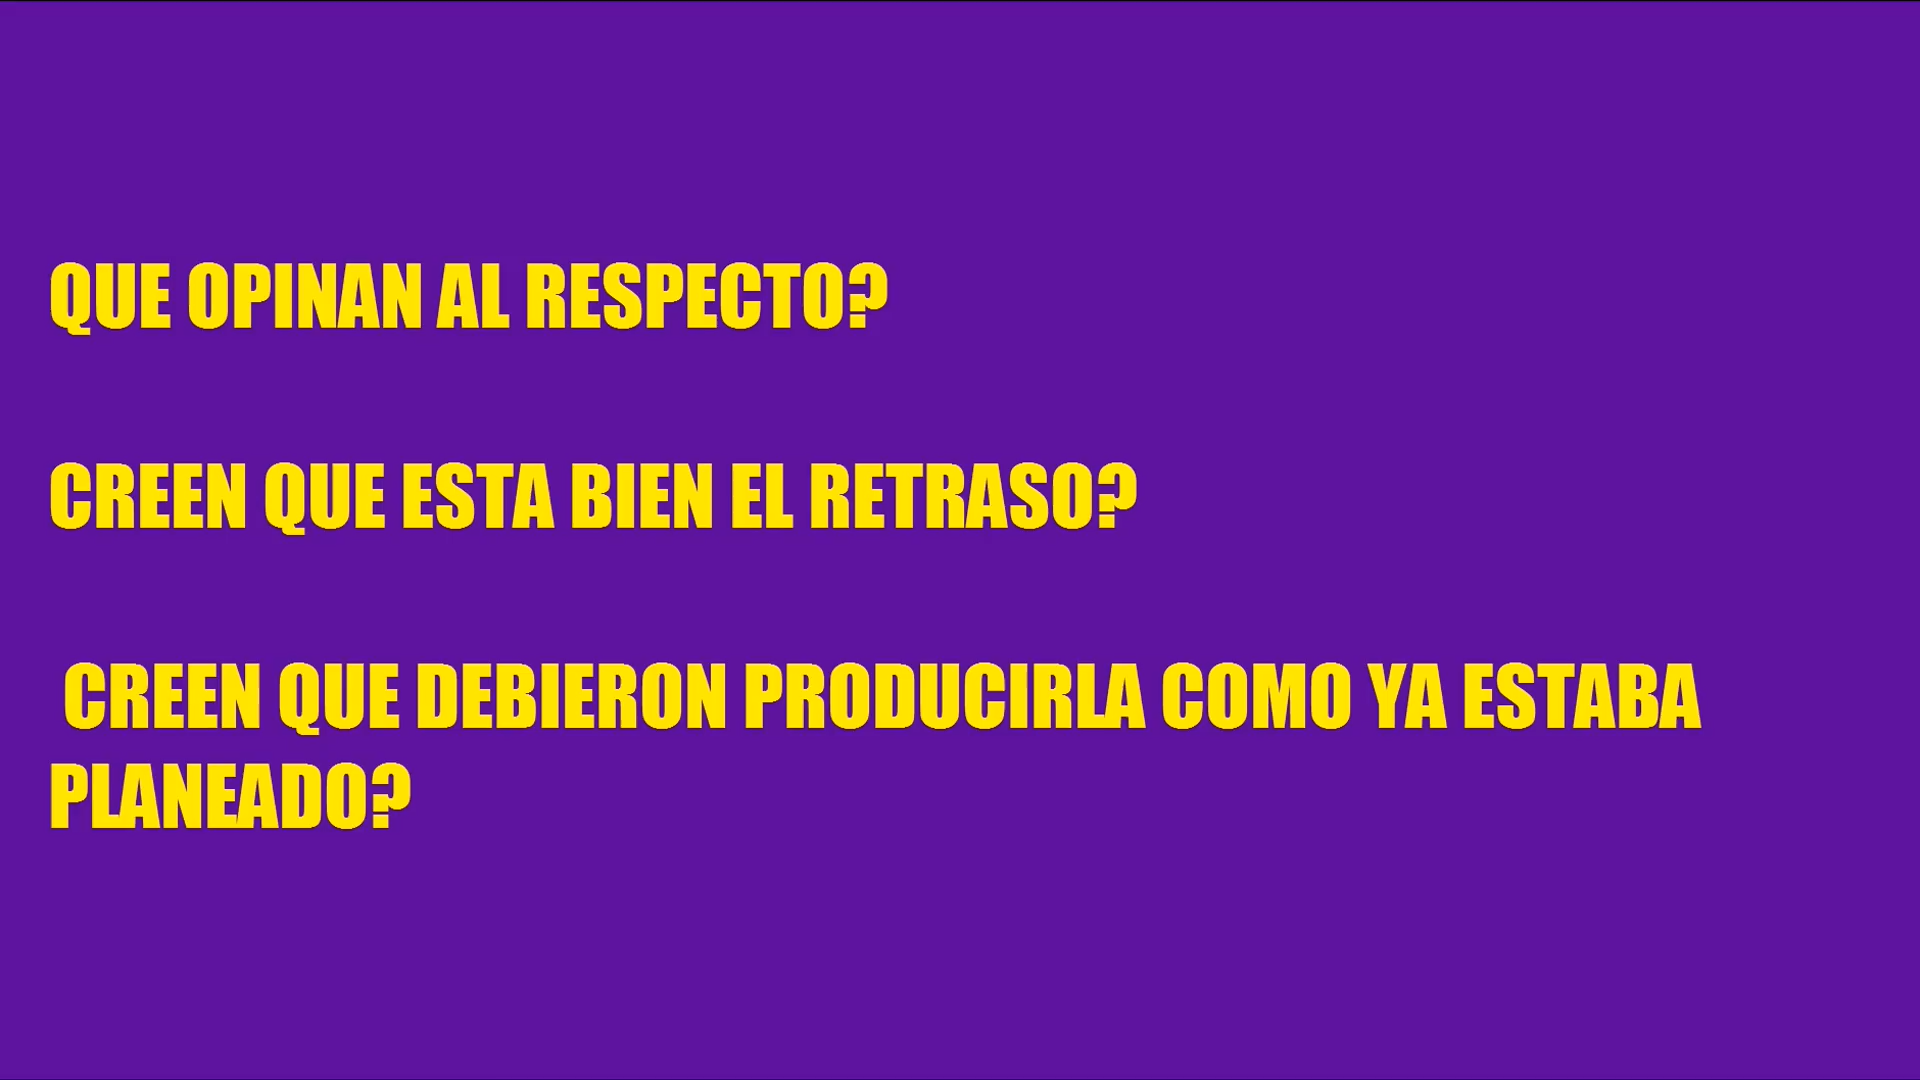 QUE OPINAN AL RESPECTO?
CREEN QUE ESTA BIEN EL RETRASO?
CREEN QUE DEBIERON PRODUCIRLA COMO YA ESTABA
PLANEADO?